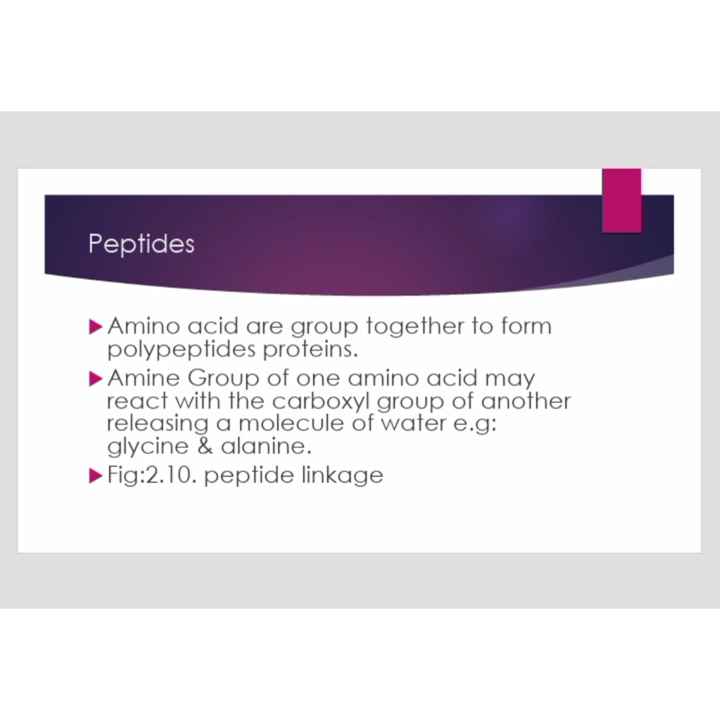 Peptides
Amino acid are group together to form
polypeptides proteins.
Amine Group of one amino acid may
react with the carboxyl group of another
releasing a molecule of water e.g:
glycine & alanine.
Fig:2.10. peptide linkage